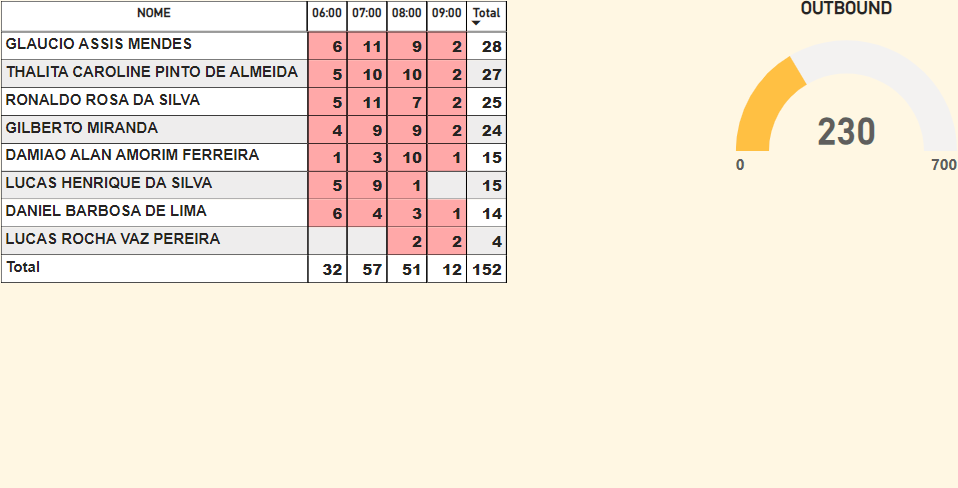 NOME 06:00 07:00 08:00 09:00 Total
GLAUCIO ASSIS MENDES 6 11 9 2 28
THALITA CAROLINE PINTO DE ALMEIDA 5 10 10 2 27
RONALDO ROSA DA SILVA 5 11 7 2 25
GILBERTO MIRANDA 4 9 9 2 24
DAMIAO ALAN AMORIM FERREIRA 1 3 10 1 15
LUCAS HENRIQUE DA SILVA 5 9 1 15
DANIEL BARBOSA DE LIMA 6 4 3 1 14
LUCAS ROCHA VAZ PEREIRA 2 2 4
Total 32 57 51 12 152
OUTBOUND
230
0 700